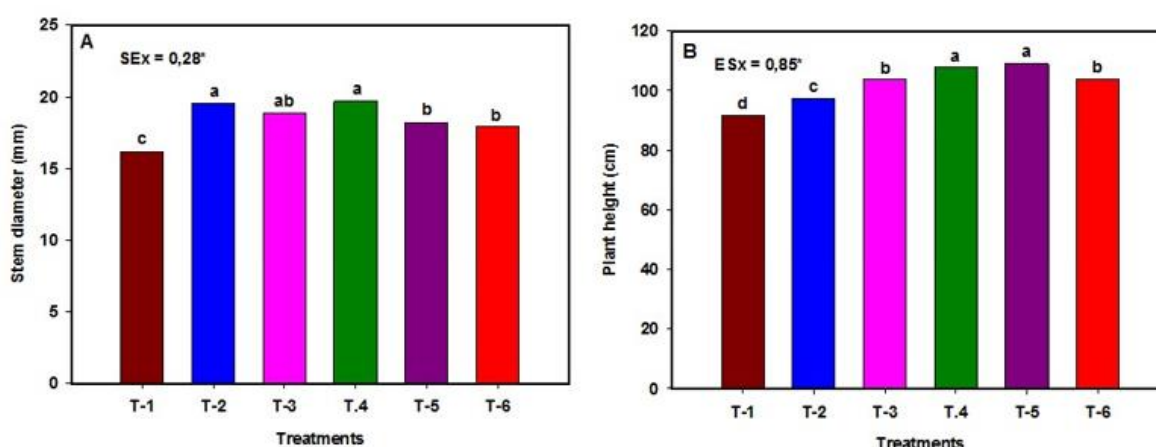 A
SEx = 0,28*
Stem diameter (mm)
25
20
15
10
5
0
c
a
ab
a
b
b
T-1 T-2 T-3 T.4 T-5 T-6
Treatments
B
ESx = 0,85*
Plant height (cm)
120
100
80
60
40
20
0
d
c
b
a
a
b
T-1 T-2 T-3 T.4 T-5 T-6
Treatments